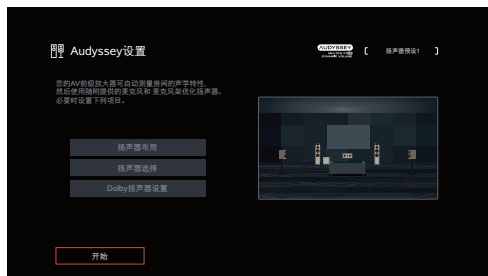 Audyssey设置
AUDYSSEY
MULTEQ XT32
DYNAMIC VOLUME
扬声器预设1
您的AV前级放大器可自动测量房间的声学特性,
然后使用随附提供的麦克风和 麦克风架优化扬声器。
必要时设置下列项目。
扬声器布局
扬声器选择
Dolby扬声器设置
开始